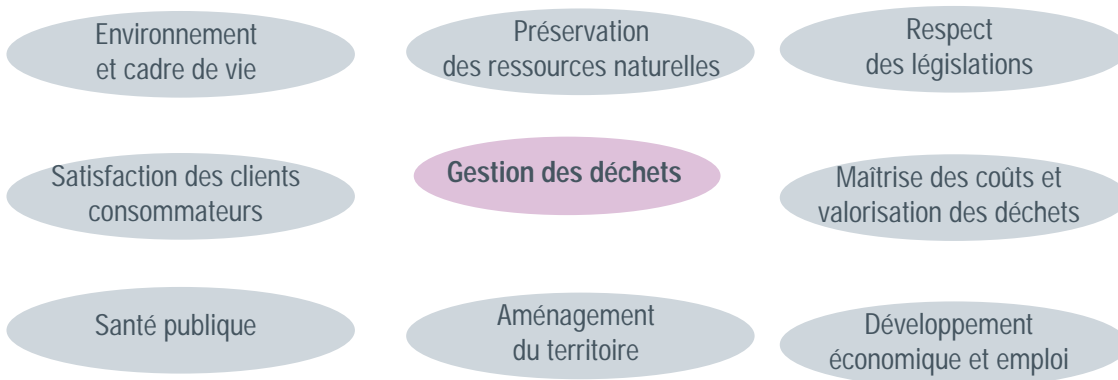 Environnement
et cadre de vie
Préservation
des ressources naturelles
Respect
des législations
Satisfaction des clients
consommateurs
Gestion des déchets
Maîtrise des coûts et
valorisation des déchets
Santé publique
Aménagement
du territoire
Développement
économique et emploi